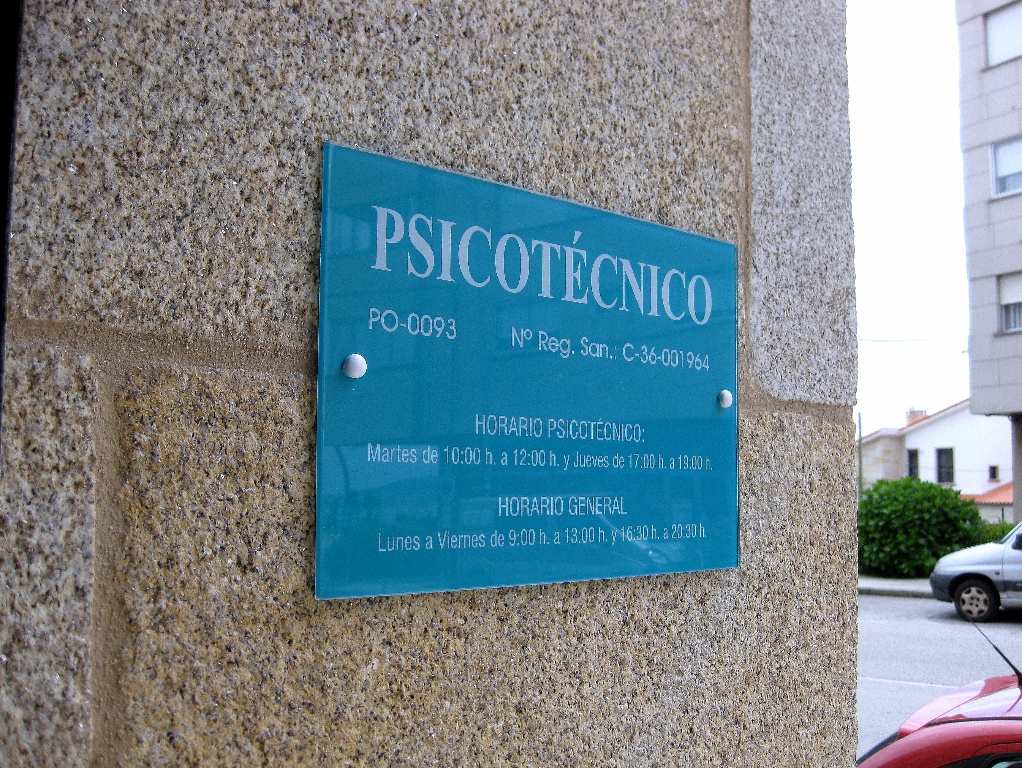 PSICOTÉCNICO
PO-0093 Nº Reg. San.: C-36-001964
HORARIO PSICOTÉCNICO:
Martes de 10:00 h. a 12:00 h. y Jueves de 17:00 h. a 19:00 h.
HORARIO GENERAL
Lunes a Viernes de 9:00 h. a 13:00 h. y 16:30 h. a 20:30 h.